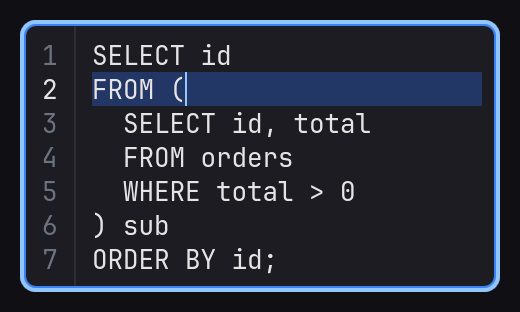 1 SELECT id
2 FROM (
3   SELECT id, total
4   FROM orders
5   WHERE total > 0
6 ) sub
7 ORDER BY id;